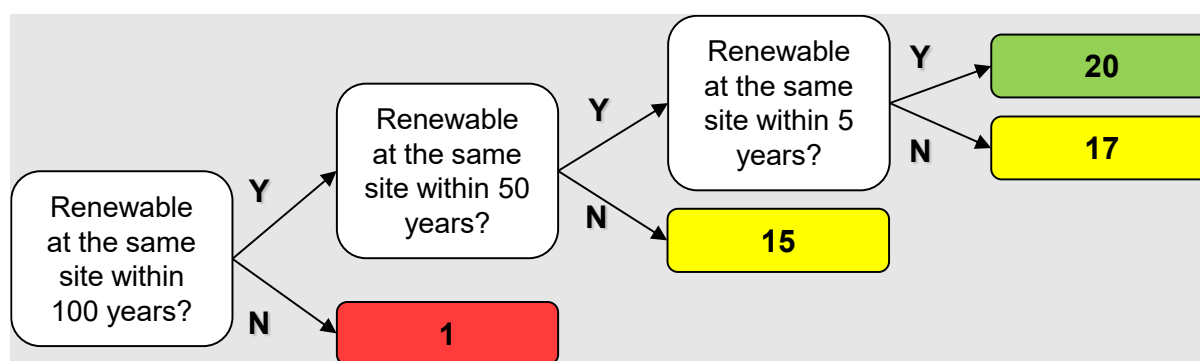 Renewable
at the same
site within
100 years?
Y
N
Renewable
at the same
site within 50
years?
1
Y
N
Renewable
at the same
site within 5
years?
15
Y
N
20
17